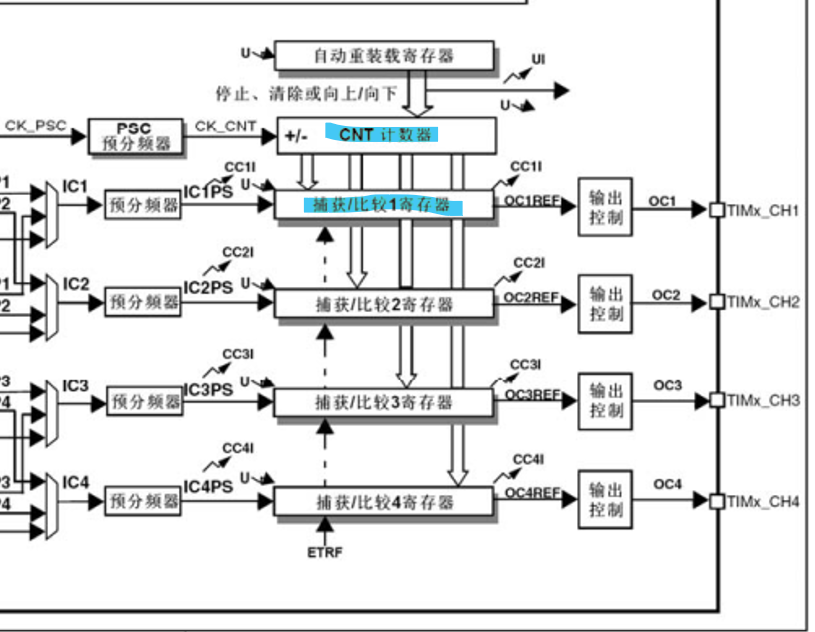 U
自动重装载寄存器
UI
停止、清除或向上/向下
U
CK_PSC
PSC
预分频器
CK_CNT
+/-
CNT 计数器
CC1I
U
CC1I
IC1
预分频器
IC1PS
捕获/比较1寄存器
OC1REF
输出
控制
OC1
TIMx_CH1
CC2I
U
CC2I
IC2
预分频器
IC2PS
捕获/比较2寄存器
OC2REF
输出
控制
OC2
TIMx_CH2
CC3I
U
CC3I
IC3
预分频器
IC3PS
捕获/比较3寄存器
OC3REF
输出
控制
OC3
TIMx_CH3
CC4I
U
CC4I
IC4
预分频器
IC4PS
捕获/比较4寄存器
OC4REF
输出
控制
OC4
TIMx_CH4
ETRF